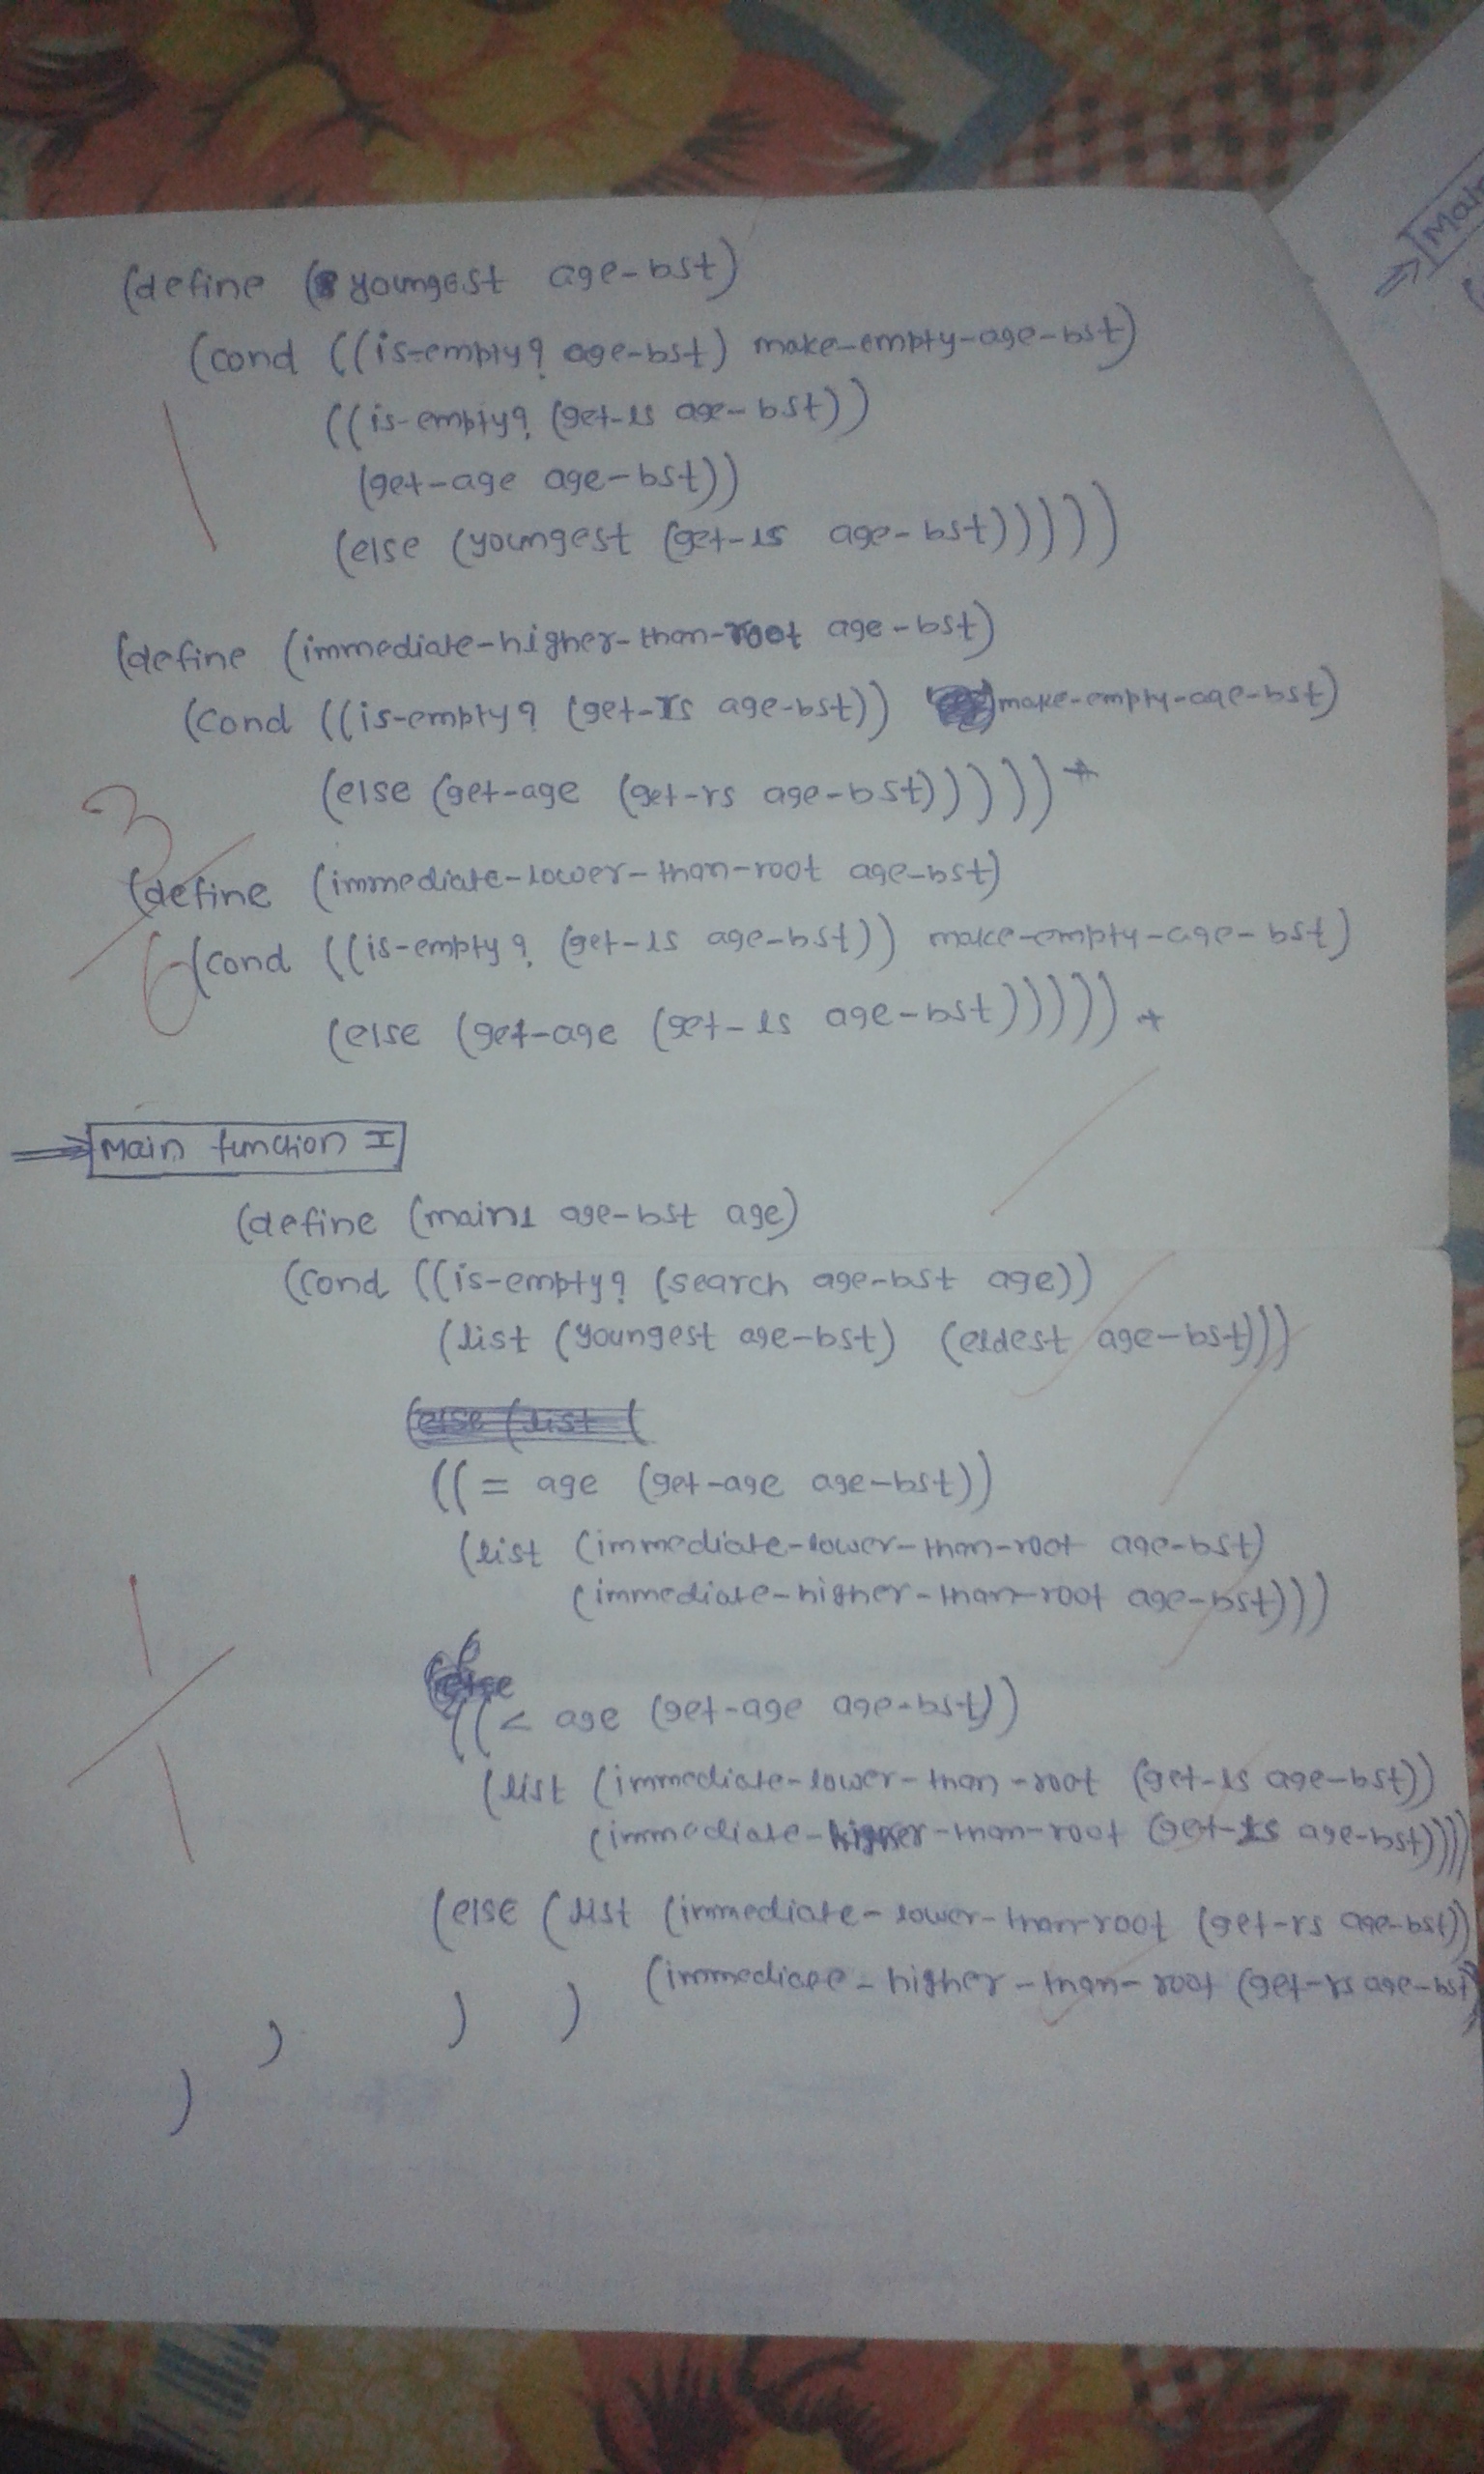 (define (youngest age-bst)
(cond ((is-empty? age-bst) make-empty-age-bst)
((is-empty? (get-ls age-bst))
(get-age age-bst))
(else (youngest (get-ls age-bst)))))
(define (immediate-higher-than-root age-bst)
(cond ((is-empty? (get-rs age-bst)) make-empty-age-bst)
(else (get-age (get-rs age-bst))))) +
(define (immediate-lower-than-root age-bst)
(cond ((is-empty? (get-ls age-bst)) make-empty-age-bst)
(else (get-age (get-ls age-bst))))) +
3/6
⇒ Main function I
(define (main1 age-bst age)
(cond ((is-empty? (search age-bst age))
(list (youngest age-bst) (eldest age-bst)))
(else (list (
((= age (get-age age-bst))
(list (immediate-lower-than-root age-bst)
(immediate-higher-than-root age-bst)))
((< age (get-age age-bst))
(list (immediate-lower-than-root (get-ls age-bst))
(immediate-higher-than-root (get-ls age-bst))))
(else (list (immediate-lower-than-root (get-rs age-bst))
(immediate-higher-than-root (get-rs age-bst))
)
)
)
)
1/1
Main